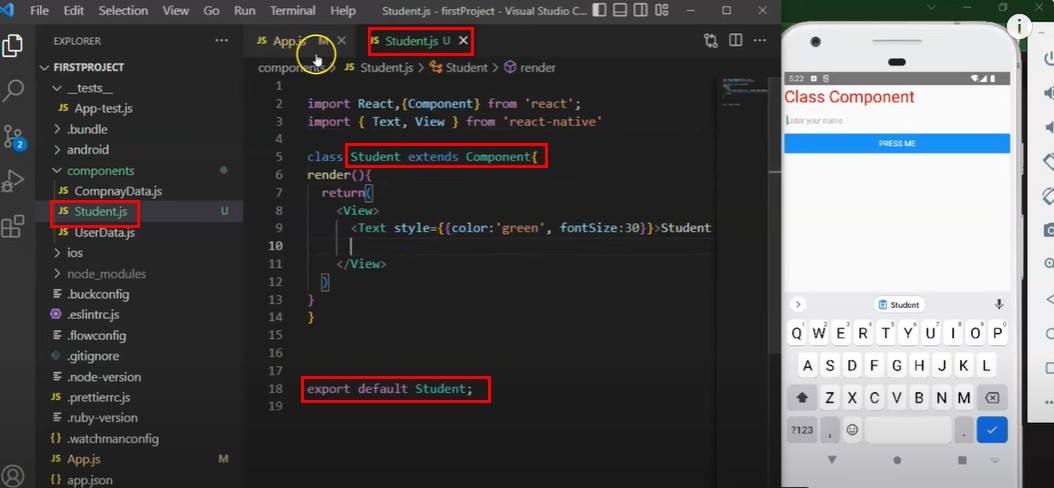 File Edit Selection View Go Run Terminal Help Student.js - firstProject - Visual Studio C...
EXPLORER
FIRSTPROJECT
__tests__
JS App-test.js
.bundle
android
components
JS CompnayData.js
JS Student.js U
JS UserData.js
ios
node_modules
.buckconfig
.eslintrc.js
.flowconfig
.gitignore
.node-version
JS .prettierrc.js
.ruby-version
{} .watchmanconfig
JS App.js M
{} app.json
2
JS App.js M
JS Student.js U
components > JS Student.js > Student > render
1
2 import React,{Component} from 'react';
3 import { Text, View } from 'react-native'
4
5 class Student extends Component{
6 render(){
7 return(
8 <View>
9 <Text style={{color:'green', fontSize:30}}>Student
10
11 </View>
12 )
13 }
14 }
15
16
17
18 export default Student;
19
i
5:22
Class Component
Enter your name
PRESS ME
Student
Q W E R T Y U I O P
A S D F G H J K L
Z X C V B N M
?123 , .